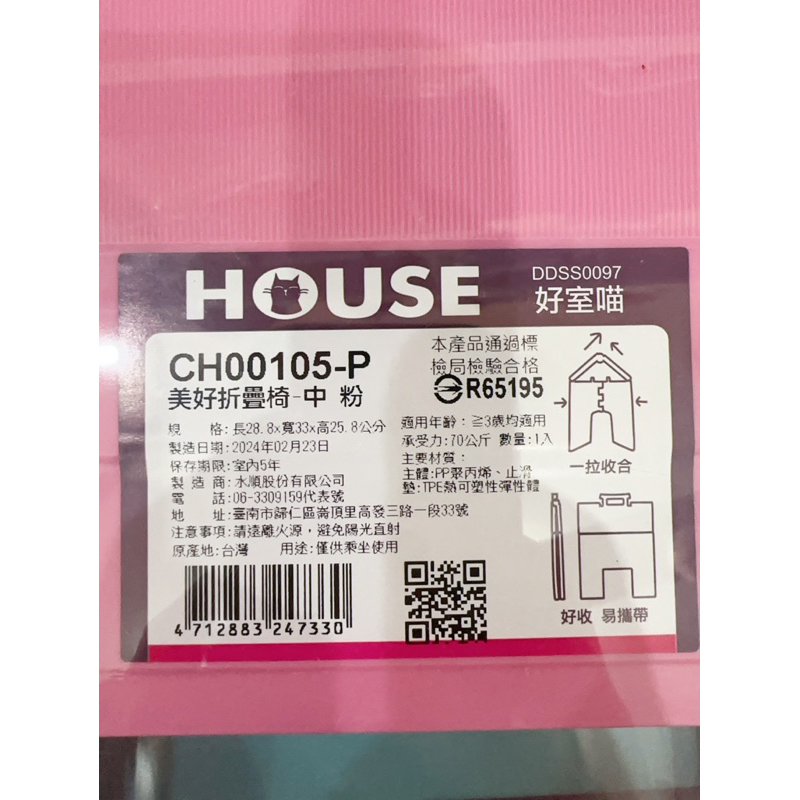 HOUSE
DDSS0097
好室喵
CH00105-P
美好折疊椅-中 粉
本產品通過標
檢局檢驗合格
R65195
規 格:長28.8x寬33x高25.8公分
製造日期:2024年02月23日
保存期限:室內5年
製 造 商:水順股份有限公司
電 話:06-3309159代表號
地 址:臺南市歸仁區崙頂里高發三路一段33號
注意事項:請遠離火源，避免陽光直射
原產地:台灣 用途:僅供乘坐使用
適用年齡：≧3歲均適用
承受力:70公斤 數量:1入
主要材質：
主體:PP聚丙烯、止滑
墊:TPE熱可塑性彈性體
一拉收合
好收 易攜帶
4 712883 247330